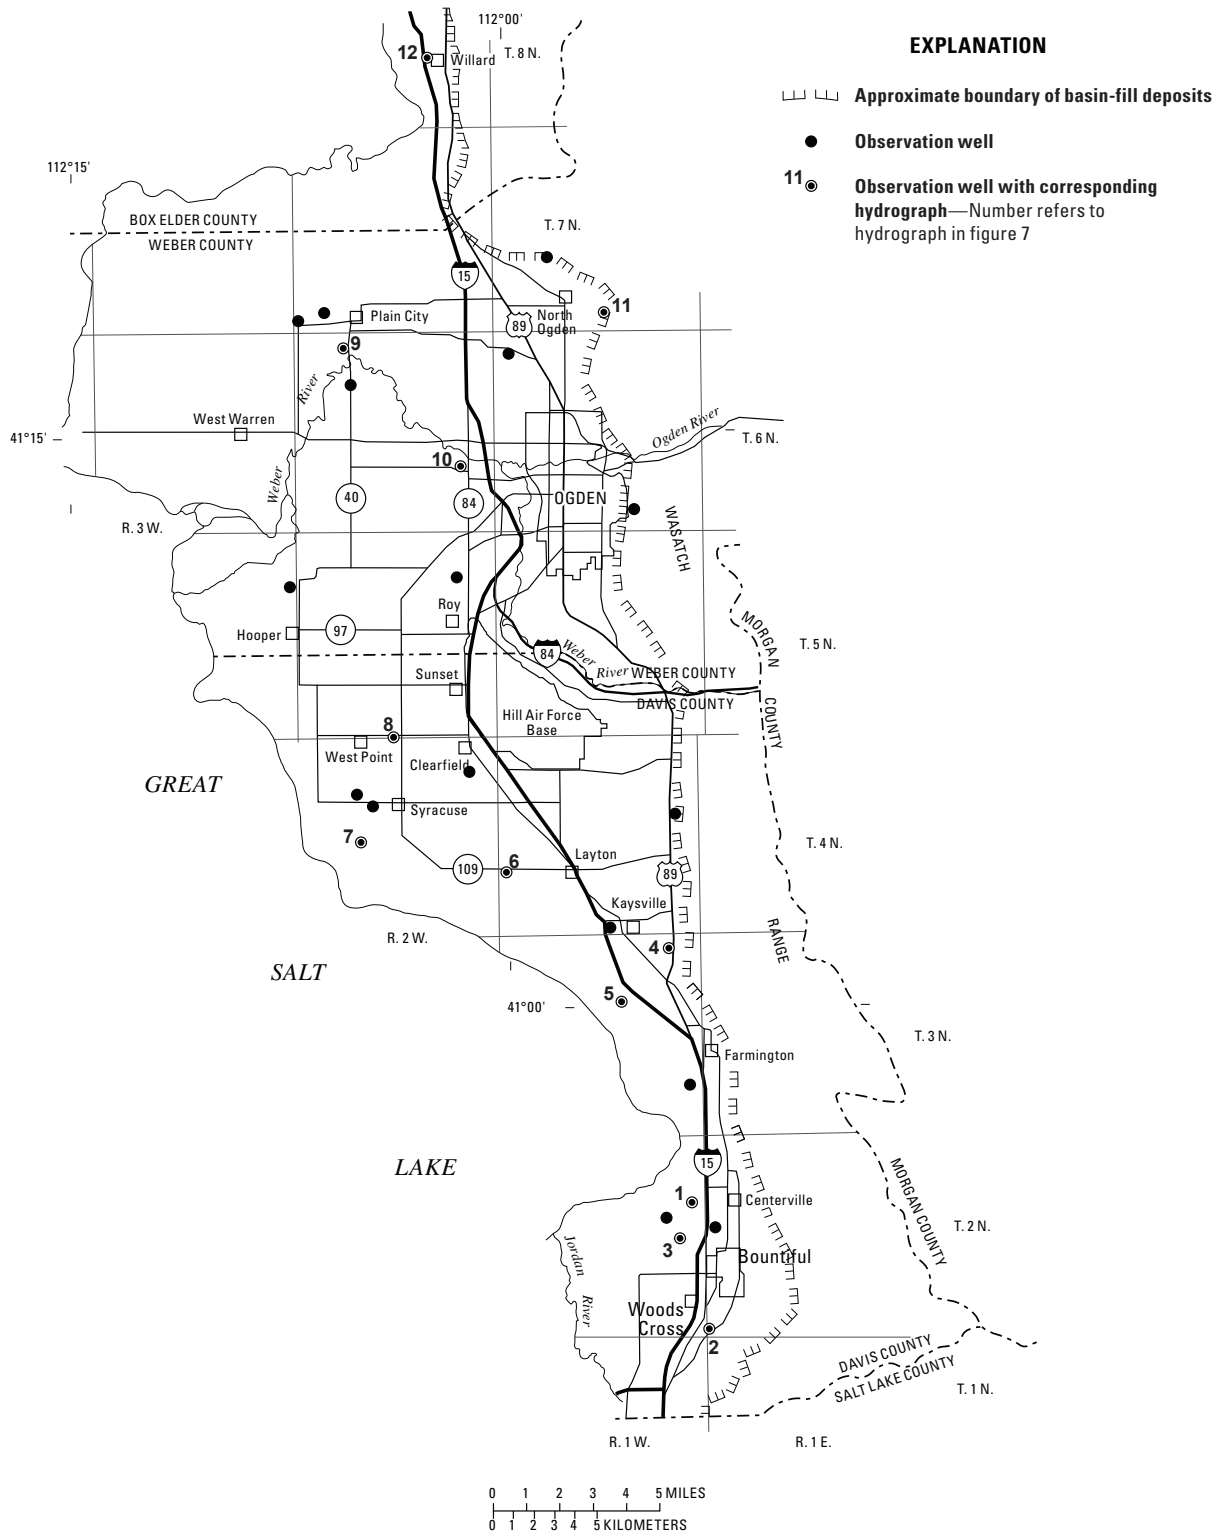 112°00'
EXPLANATION
12
Willard
T. 8 N.
Approximate boundary of basin-fill deposits
Observation well
112°15'
11
Observation well with corresponding
hydrograph—Number refers to
hydrograph in figure 7
BOX ELDER COUNTY
WEBER COUNTY
T. 7 N.
15
11
Plain City
89
North
Ogden
9
River
West Warren
41°15'
Ogden River
T. 6 N.
10
Weber
40
84
OGDEN
R. 3 W.
WASATCH
Roy
MORGAN
COUNTY
Hooper
97
T. 5 N.
84
Weber
River
WEBER COUNTY
DAVIS COUNTY
Sunset
Hill Air Force
Base
8
West Point
Clearfield
GREAT
Syracuse
7
T. 4 N.
Layton
109
6
89
Kaysville
R. 2 W.
4
RANGE
SALT
5
41°00'
T. 3 N.
Farmington
LAKE
15
MORGAN COUNTY
1
Centerville
T. 2 N.
3
Jordan
River
Bountiful
Woods
Cross
2
DAVIS COUNTY
SALT LAKE COUNTY
T. 1 N.
R. 1 W.
R. 1 E.
0 1 2 3 4 5 MILES
0 1 2 3 4 5 KILOMETERS